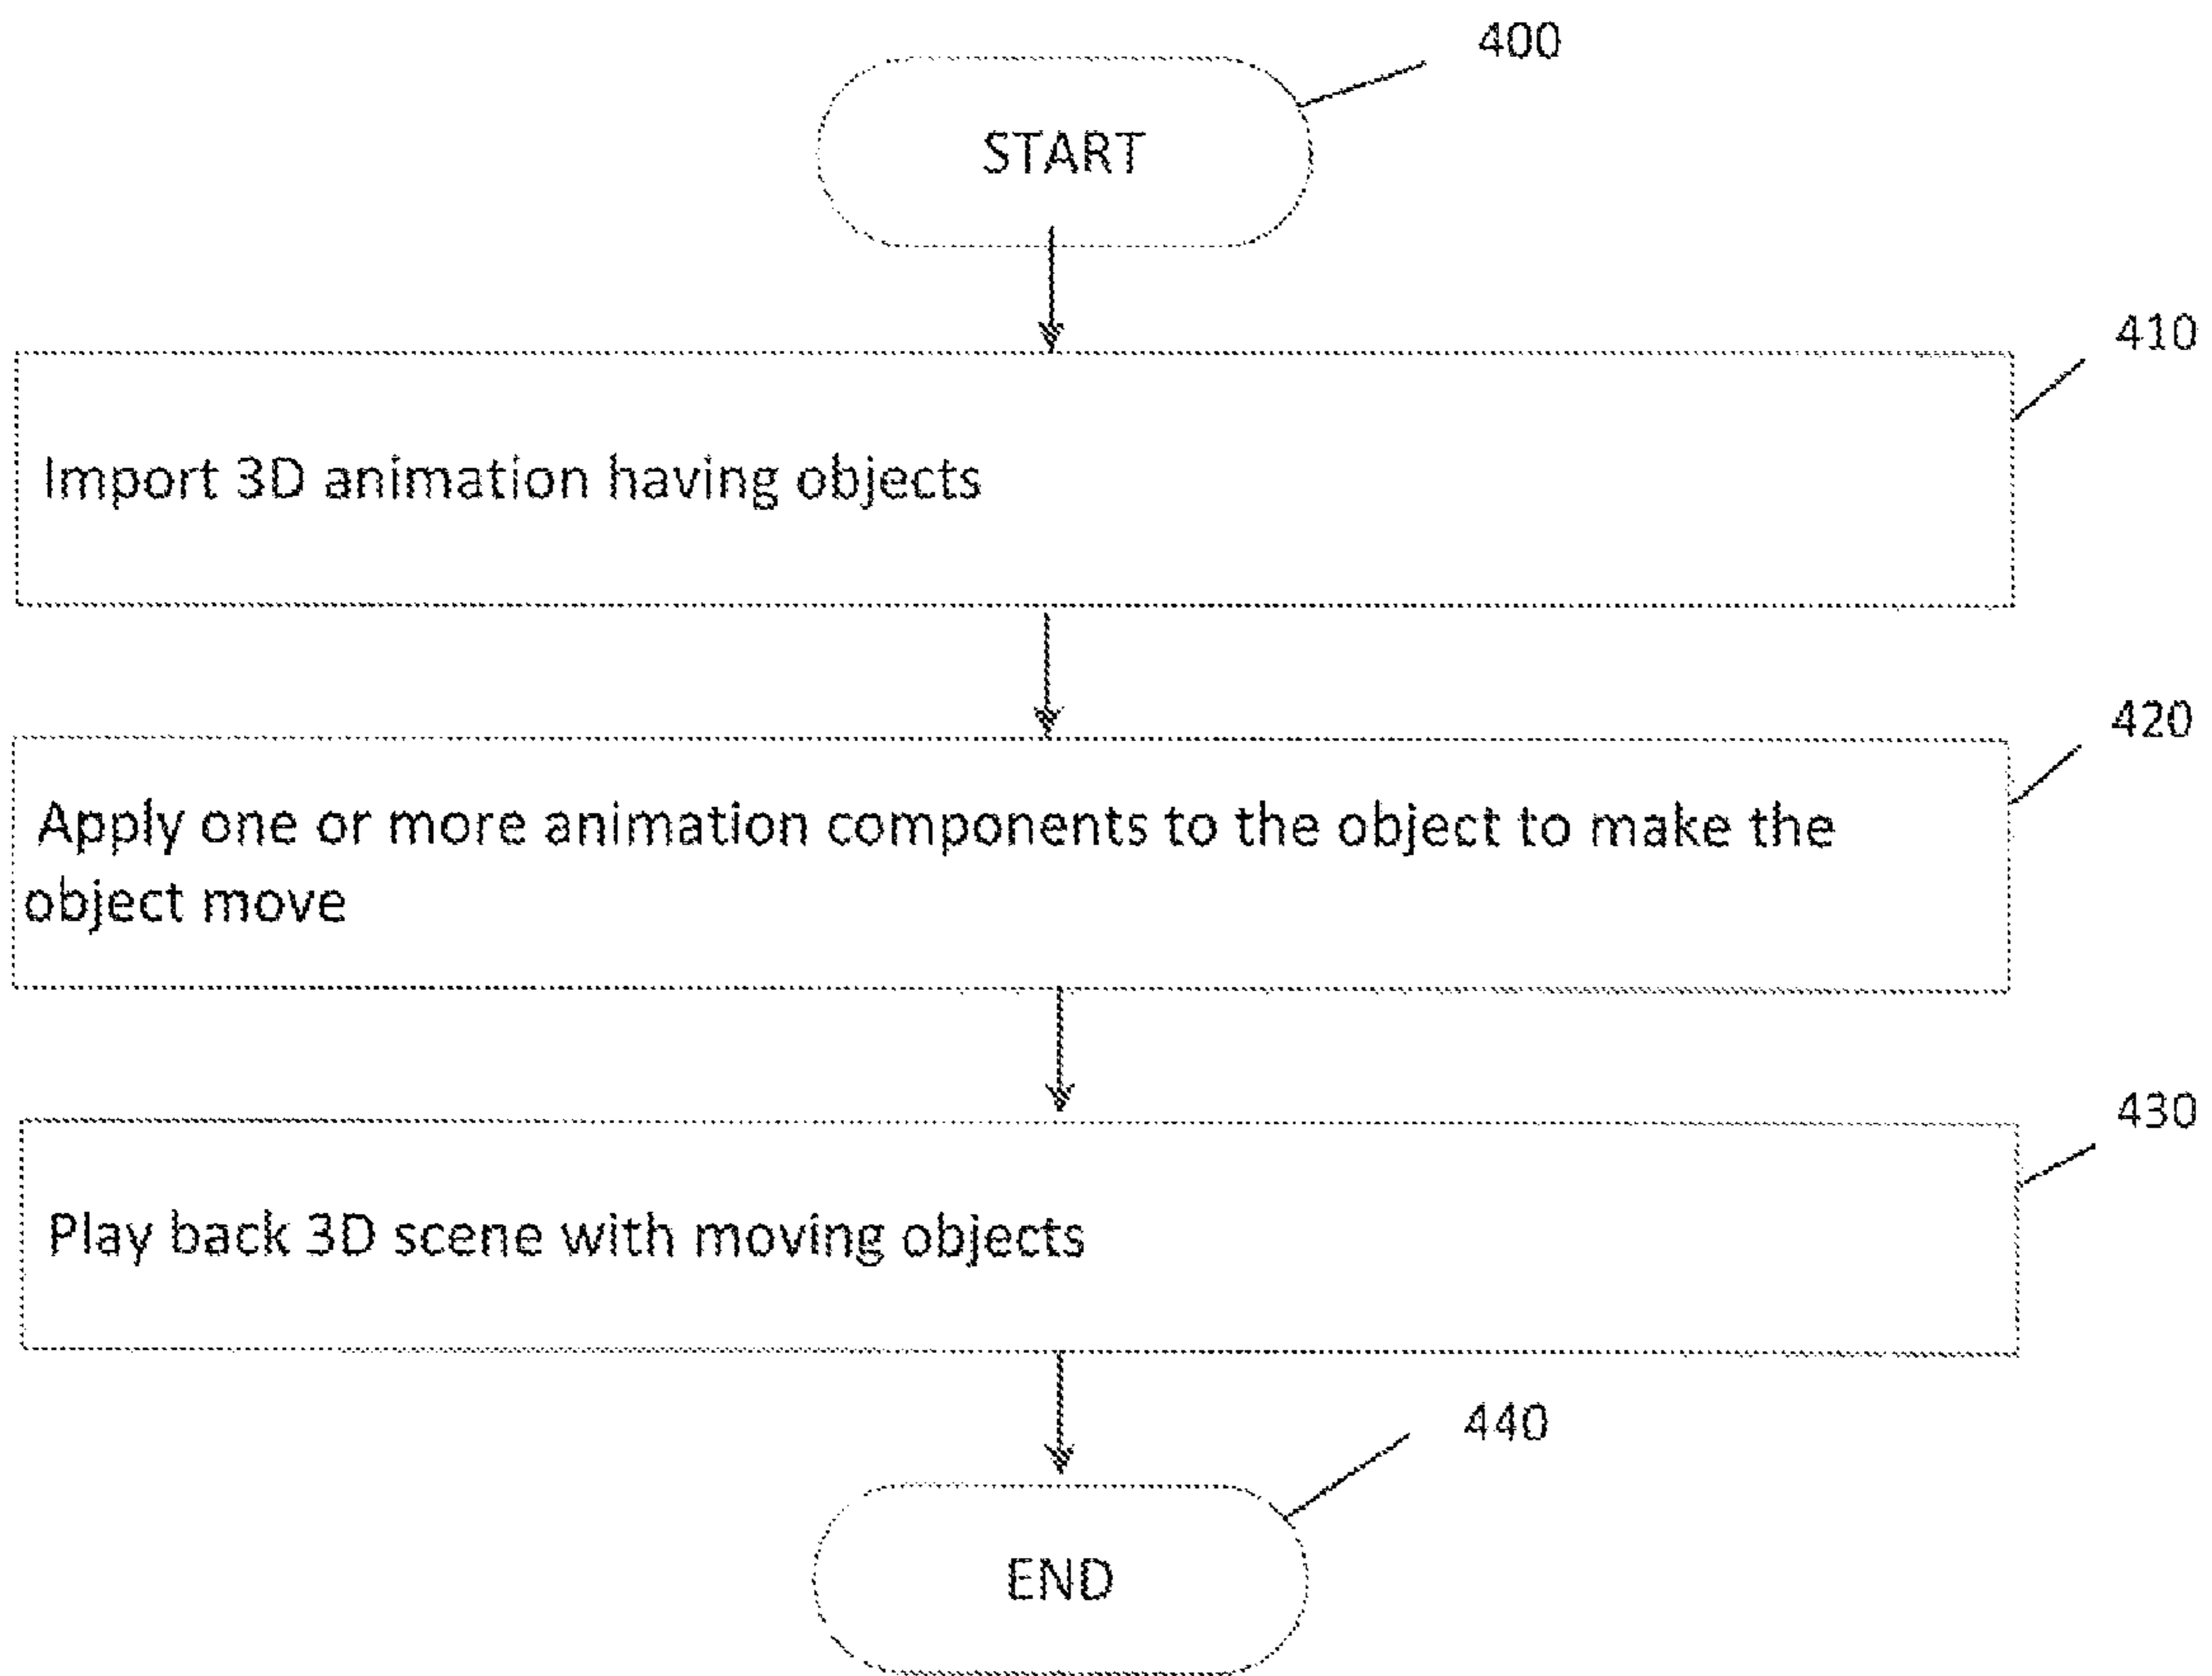 400
START
410
Import 3D animation having objects
420
Apply one or more animation components to the object to make the
object move
430
Play back 3D scene with moving objects
440
END